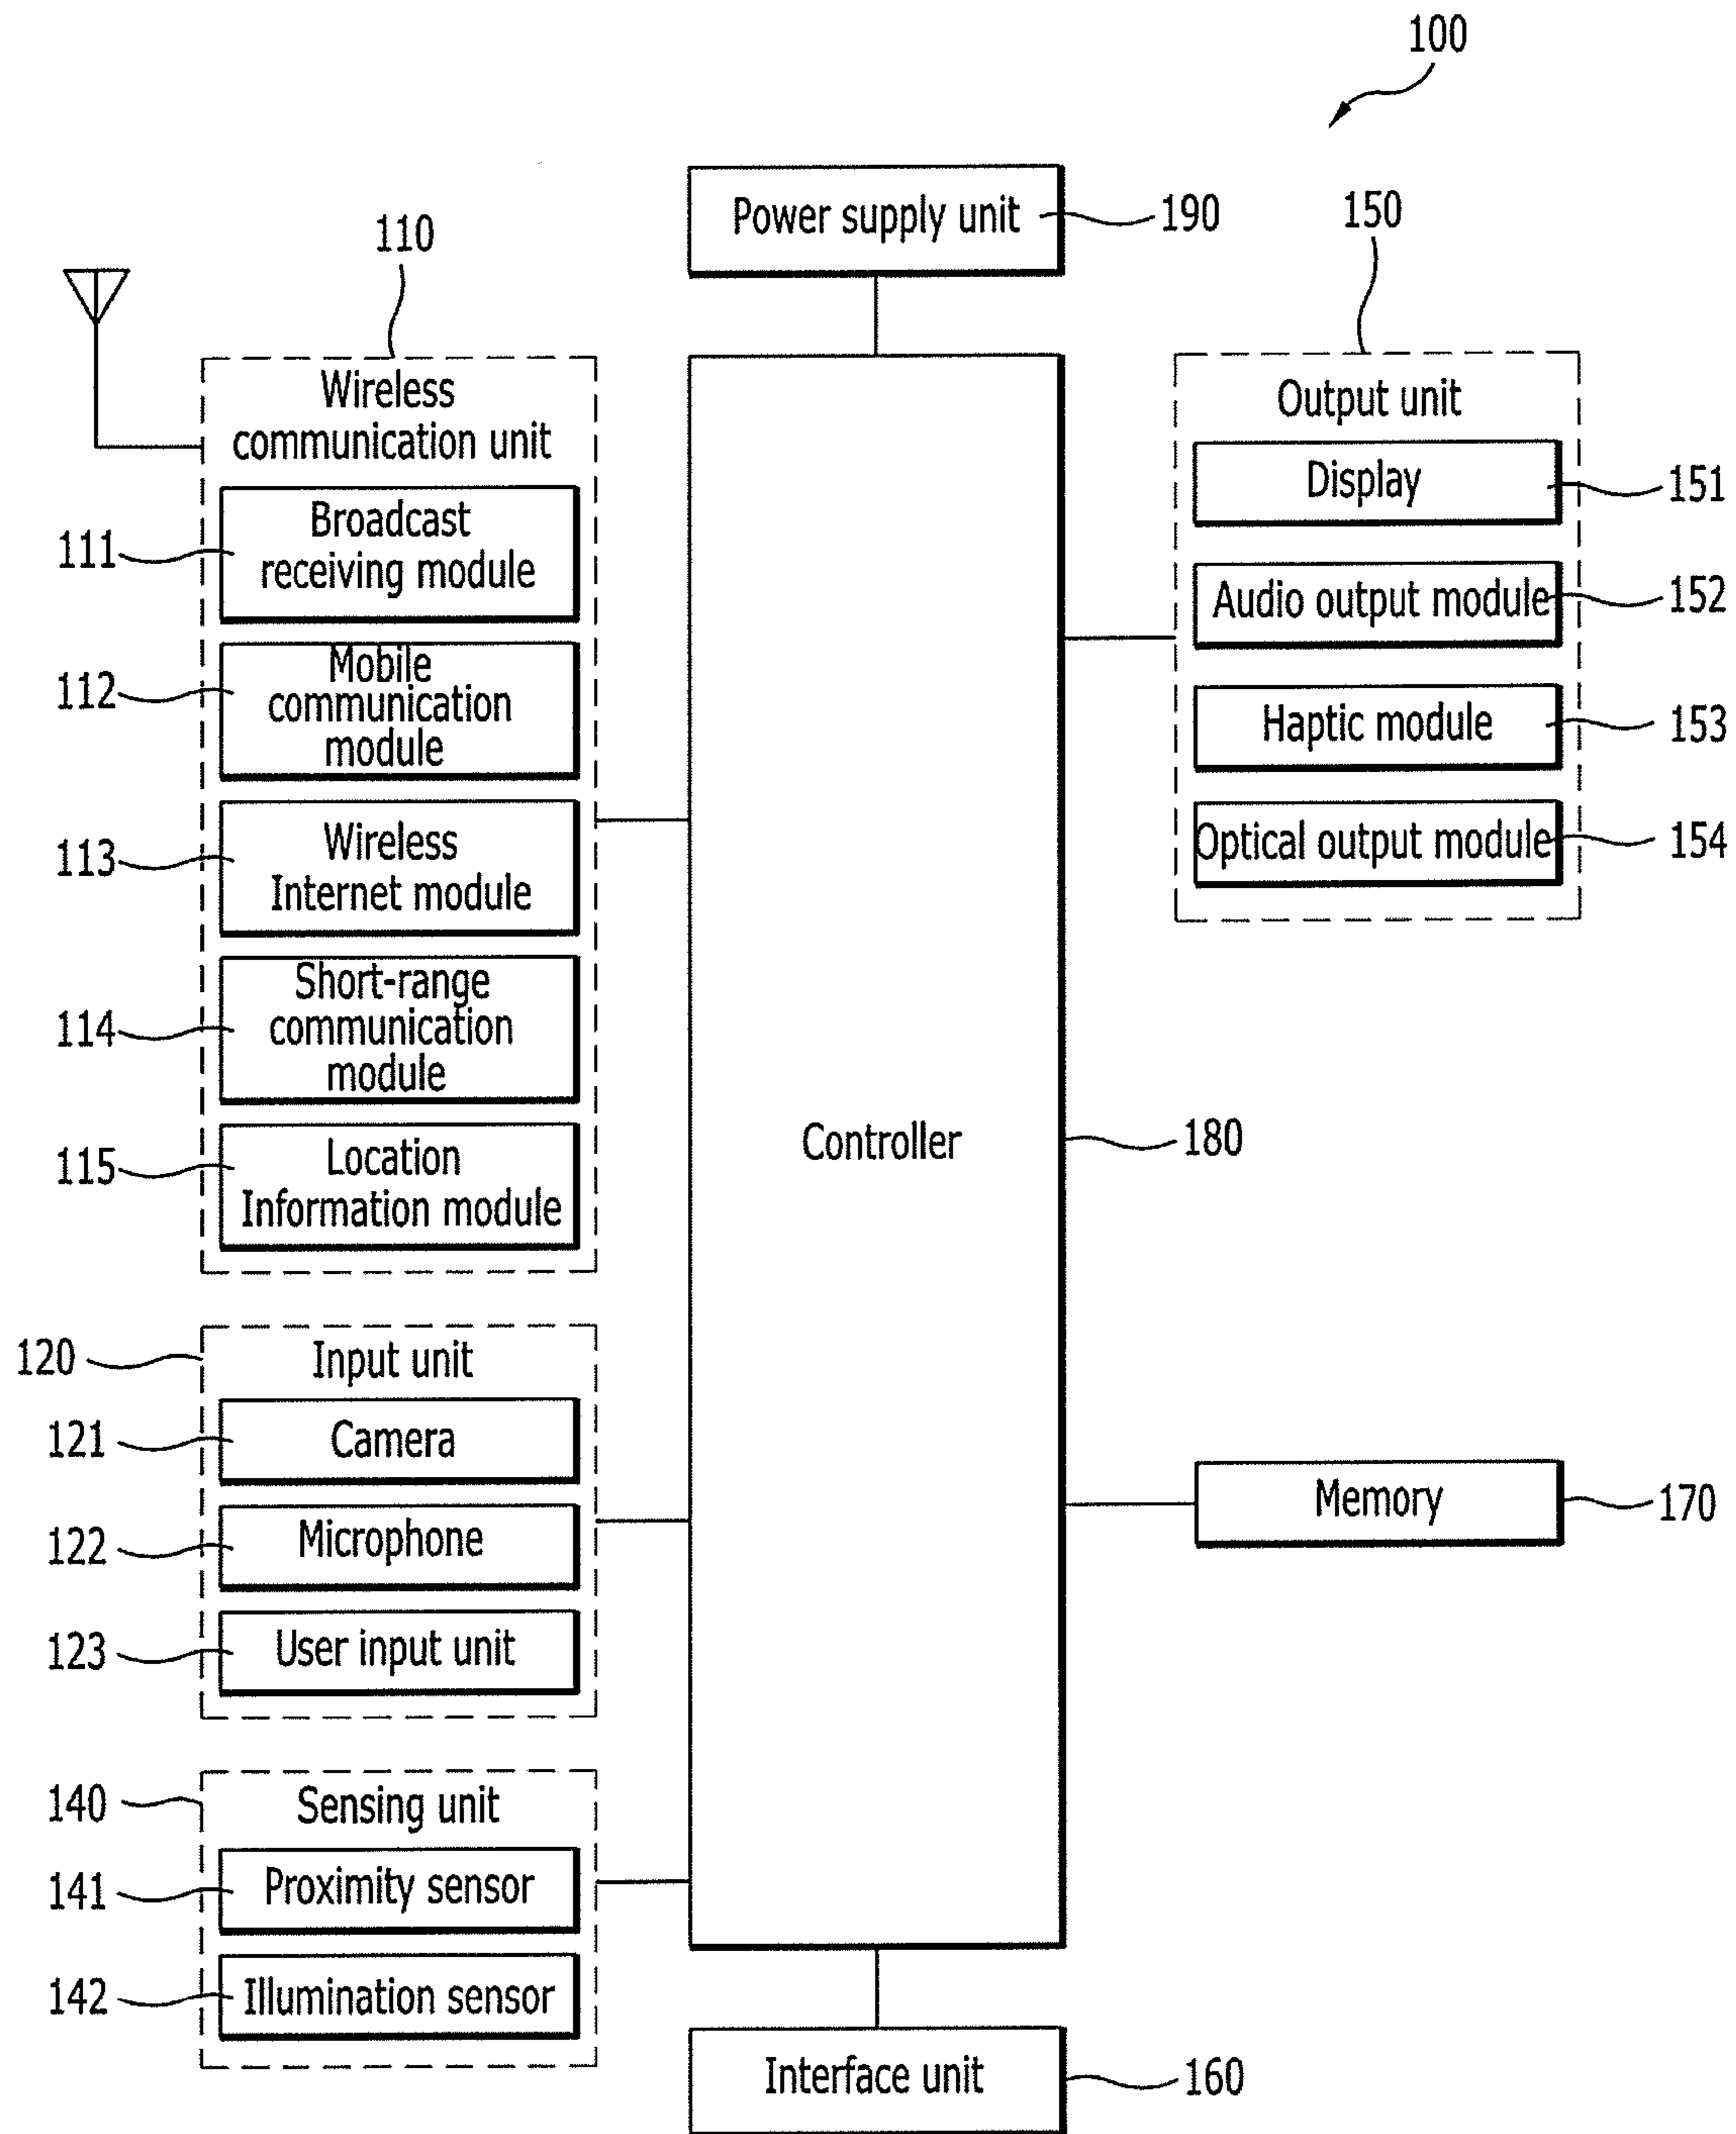 100
Power supply unit
190
110
150
Wireless
communication unit
Broadcast
receiving module
111
Mobile
communication
module
112
Wireless
Internet module
113
Short-range
communication
module
114
Location
Information module
115
Output unit
Display
151
Audio output module
152
Haptic module
153
Optical output module
154
Controller
180
120
Input unit
121
Camera
122
Microphone
123
User input unit
Memory
170
140
Sensing unit
141
Proximity sensor
142
Illumination sensor
Interface unit
160